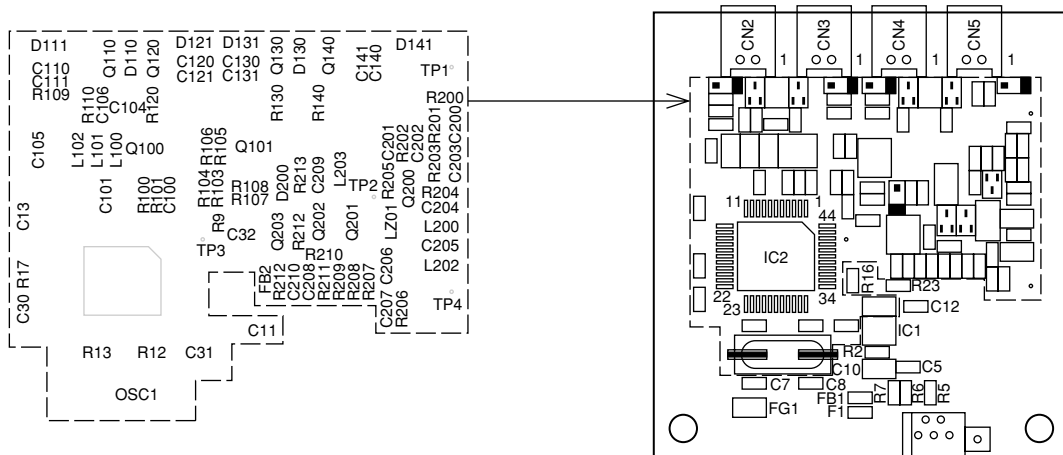 D111
Q110
D110
Q120
D121
D131
Q130
D130
Q140
C141
C140
D141
C110
C111
R109
C120
C121
C130
C131
TP1
R110
C106
C104
R120
R130
R140
R200
C105
L102
L101
L100
Q100
R106
R105
Q101
C201
R202
C202
R203
R201
C203
C200
C101
R100
R101
C100
R104
R103
R108
R107
D200
R213
C209
L203
TP2
R205
Q200
R204
C204
C13
R9
C32
TP3
Q203
R212
Q202
Q201
LZ01
L200
C205
R210
L202
C30
R17
FB2
R212
C210
C208
R211
R209
R208
R207
C206
C207
R206
TP4
C11
R13
R12
C31
OSC1
CN2
CN3
CN4
CN5
1
1
1
1
11
1
44
IC2
22
23
34
R16
R23
C12
IC1
R2
C10
C5
C7
C8
FB1
F1
FG1
R7
R6
R5